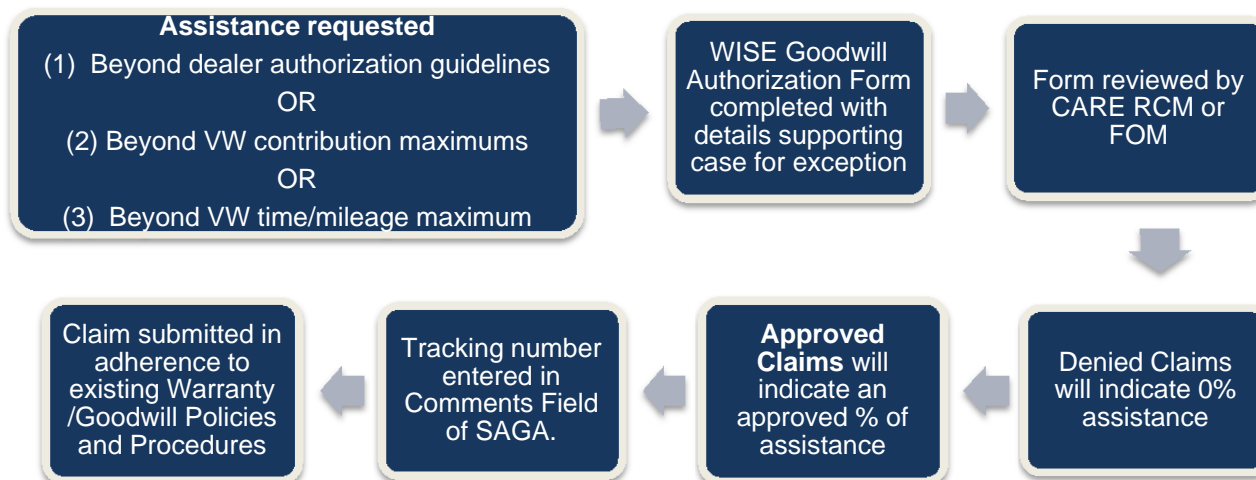 Assistance requested
(1) Beyond dealer authorization guidelines
OR
(2) Beyond VW contribution maximums
OR
(3) Beyond VW time/mileage maximum
WISE Goodwill
Authorization Form
completed with
details supporting
case for exception
Form reviewed by
CARE RCM or
FOM
Denied Claims
will indicate 0%
assistance
Approved
Claims will
indicate an
approved % of
assistance
Tracking number
entered in
Comments Field
of SAGA.
Claim submitted in
adherence to
existing Warranty
/Goodwill Policies
and Procedures